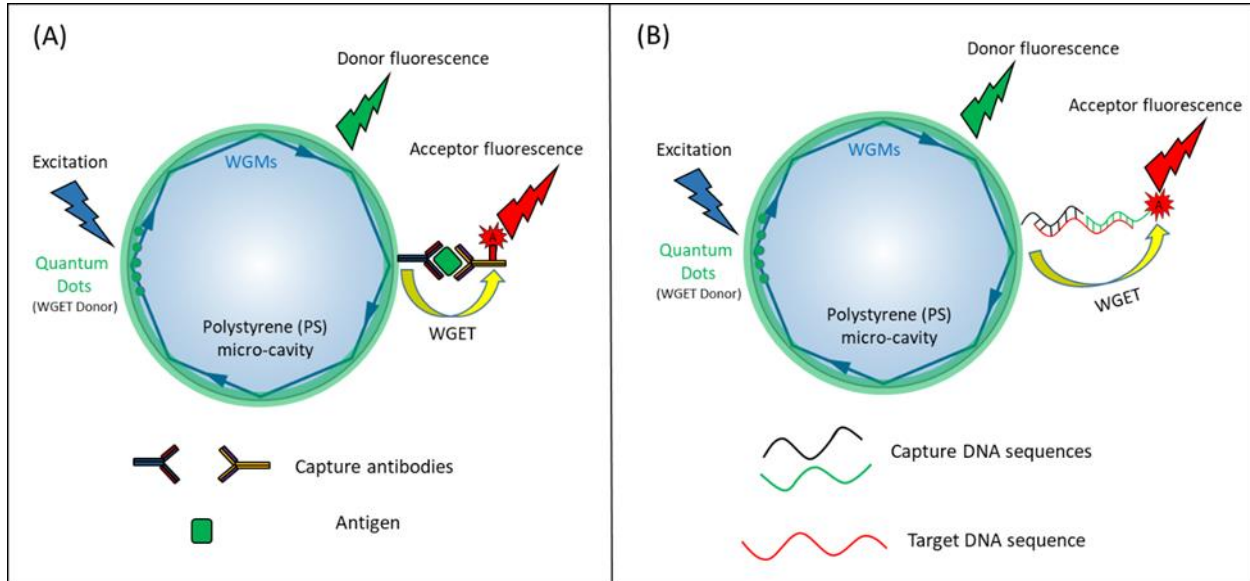 (A)
Donor fluorescence
Acceptor fluorescence
Excitation
WGMs
A
Quantum
Dots
(WGET Donor)
Polystyrene (PS)
micro-cavity
WGET
Capture antibodies
Antigen
(B)
Donor fluorescence
Acceptor fluorescence
Excitation
WGMs
A
Quantum
Dots
(WGET Donor)
Polystyrene (PS)
micro-cavity
WGET
Capture DNA sequences
Target DNA sequence